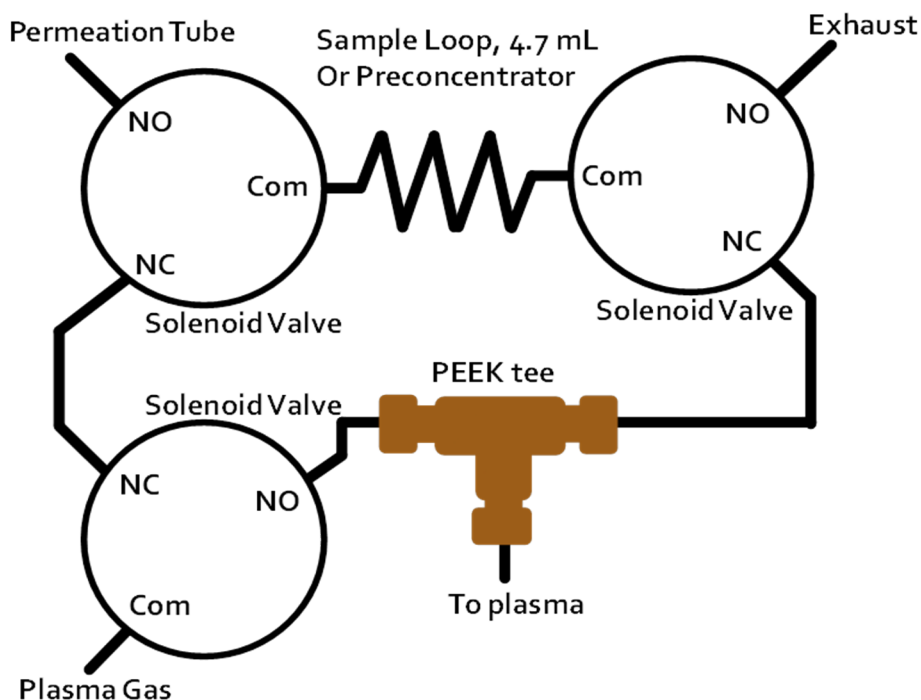 Permeation Tube
Sample Loop, 4.7 mL
Or Preconcentrator
Exhaust
NO
NO
Com
Com
NC
NC
Solenoid Valve
Solenoid Valve
PEEK tee
Solenoid Valve
NC
NO
Com
To plasma
Plasma Gas